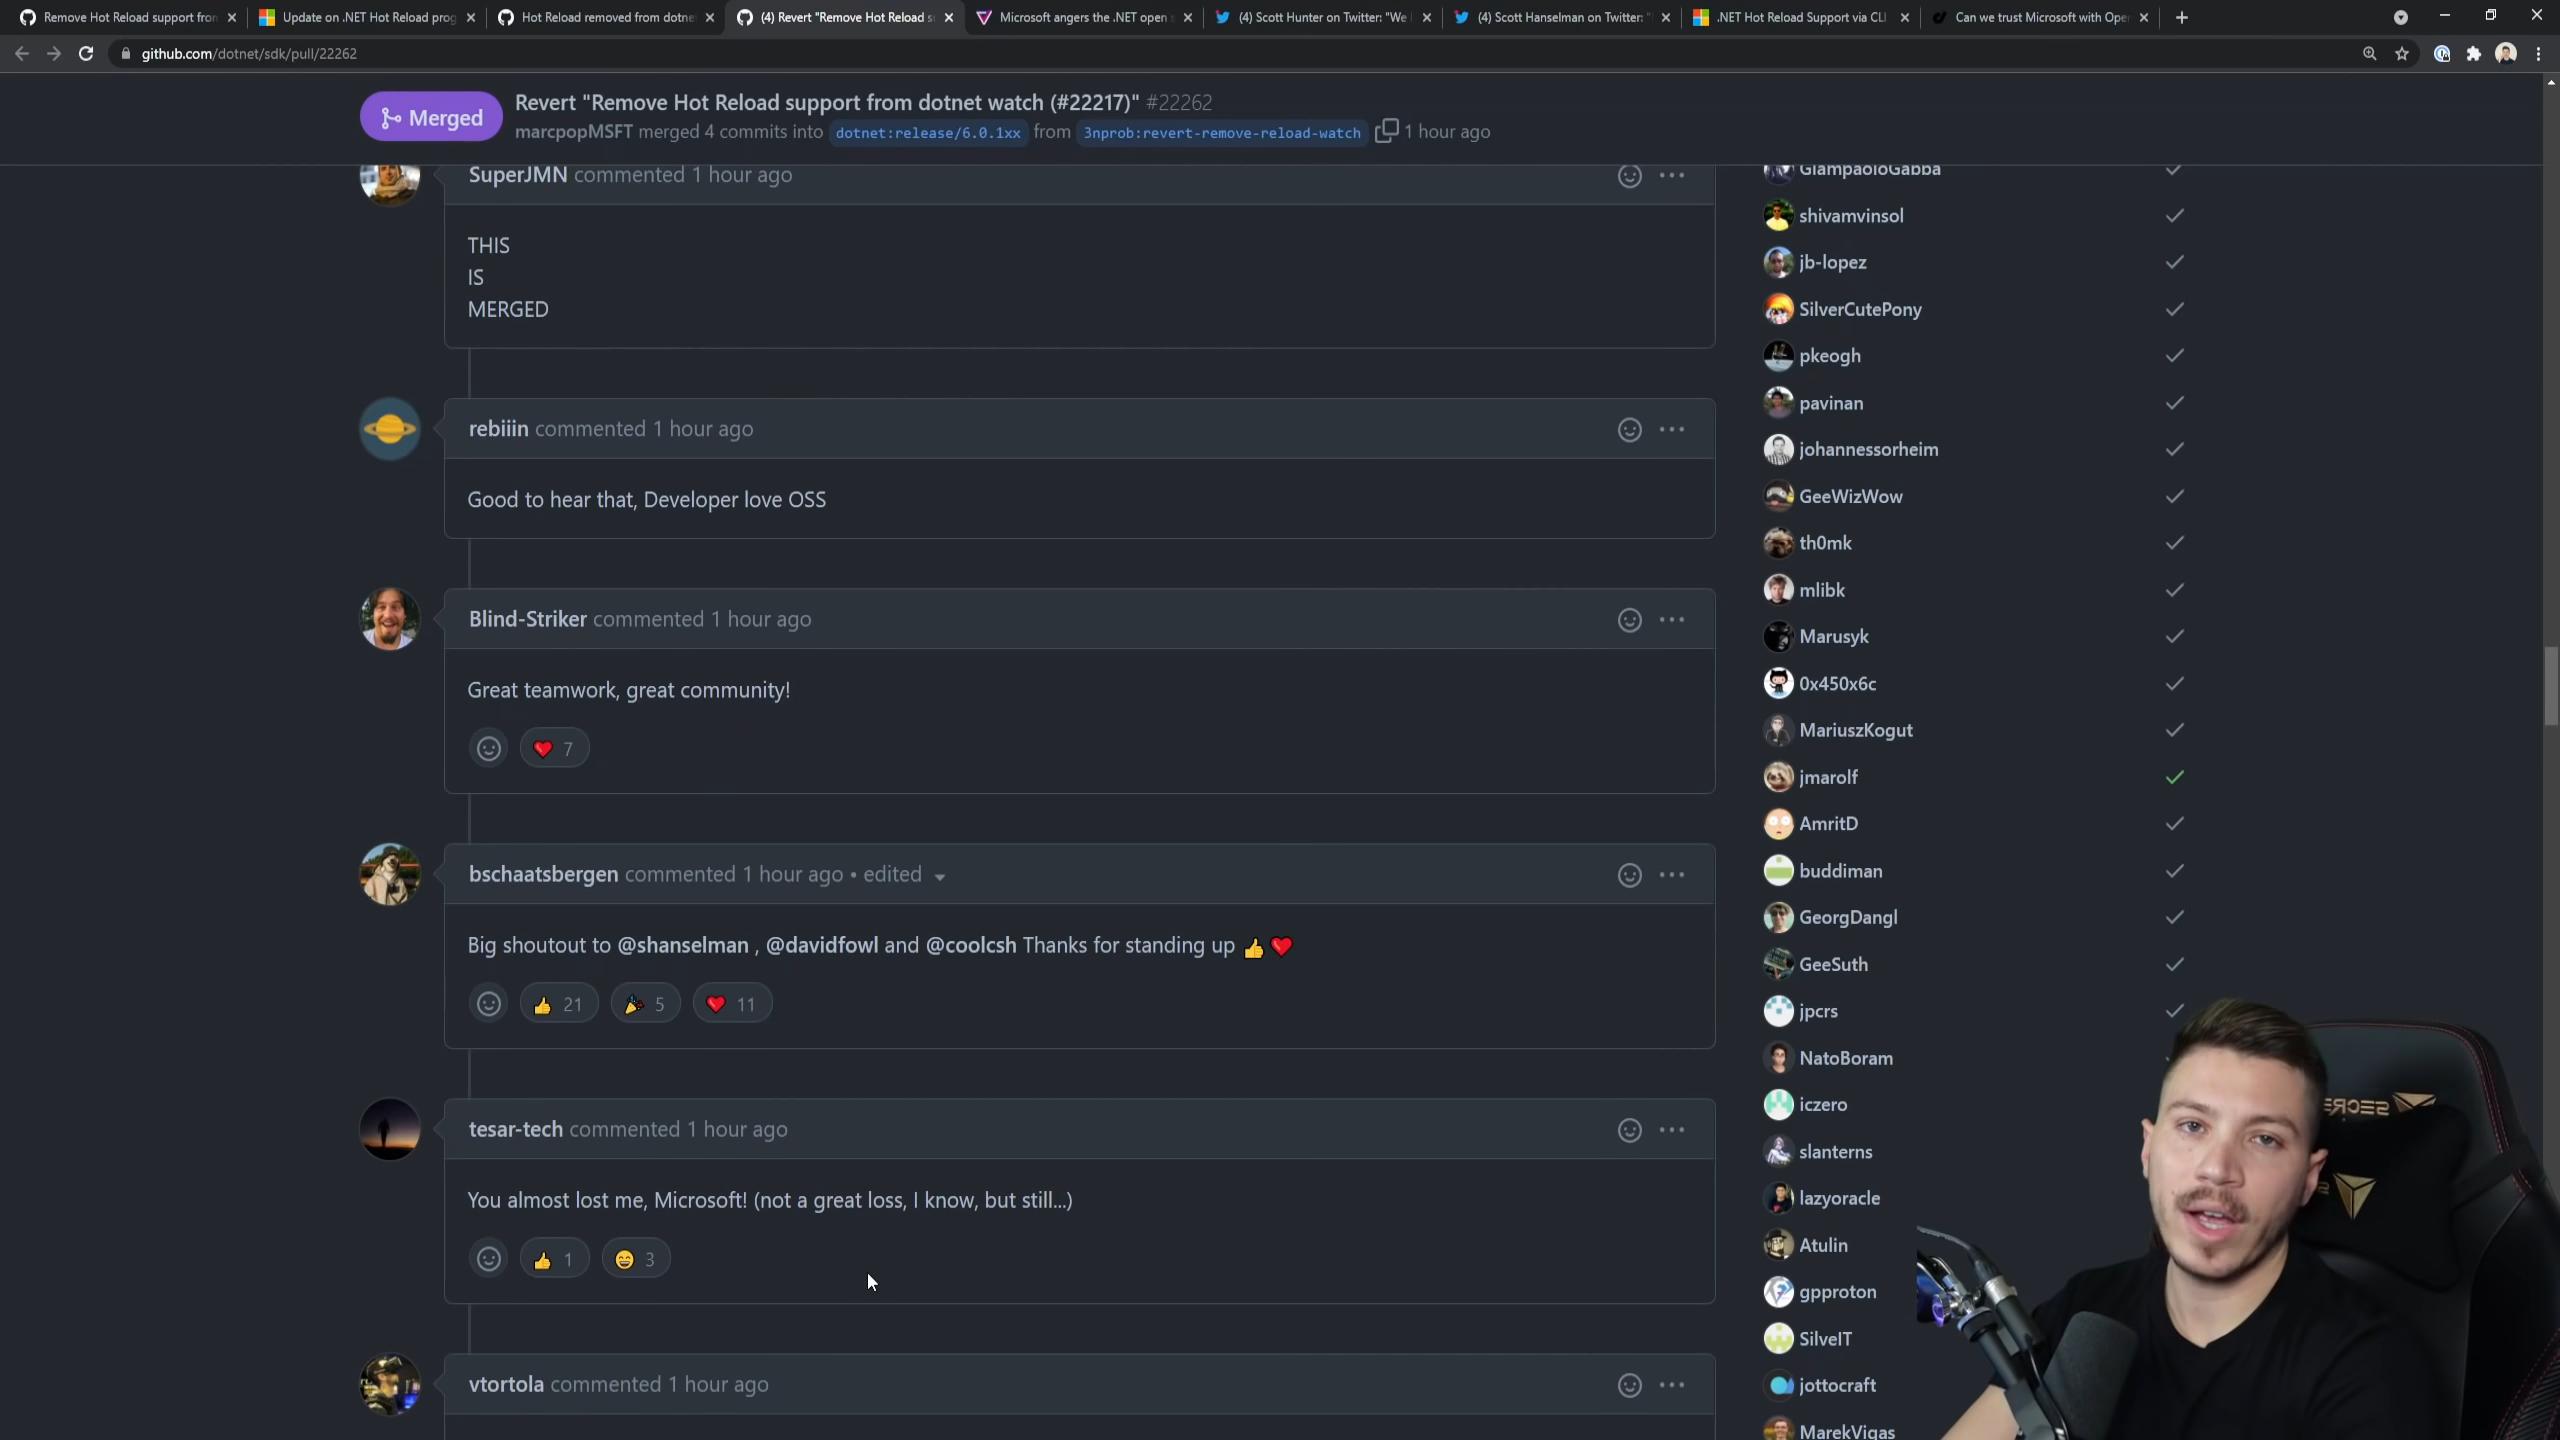 Remove Hot Reload support from
Update on .NET Hot Reload prog
Hot Reload removed from dotne
(4) Revert "Remove Hot Reload s
Microsoft angers the .NET open s
(4) Scott Hunter on Twitter: "We
(4) Scott Hanselman on Twitter: "
.NET Hot Reload Support via CLI
Can we trust Microsoft with Open
github.com/dotnet/sdk/pull/22262
Merged
Revert "Remove Hot Reload support from dotnet watch (#22217)" #22262
marcpopMSFT merged 4 commits into dotnet:release/6.0.1xx from 3nprob:revert-remove-reload-watch 1 hour ago
SuperJMN commented 1 hour ago
THIS
IS
MERGED
rebiiin commented 1 hour ago
Good to hear that, Developer love OSS
Blind-Striker commented 1 hour ago
Great teamwork, great community!
7
bschaatsbergen commented 1 hour ago • edited
Big shoutout to @shanselman , @davidfowl and @coolcsh Thanks for standing up 👍❤️
👍 21 🎉 5 ❤️ 11
tesar-tech commented 1 hour ago
You almost lost me, Microsoft! (not a great loss, I know, but still...)
👍 1 😄 3
vtortola commented 1 hour ago
GiampaoloGabba
shivamvinsol
jb-lopez
SilverCutePony
pkeogh
pavinan
johannessorheim
GeeWizWow
th0mk
mlibk
Marusyk
0x450x6c
MariuszKogut
jmarolf
AmritD
buddiman
GeorgDangl
GeeSuth
jpcrs
NatoBoram
iczero
slanterns
lazyoracle
Atulin
gpproton
SilveIT
jottocraft
MarekVigas